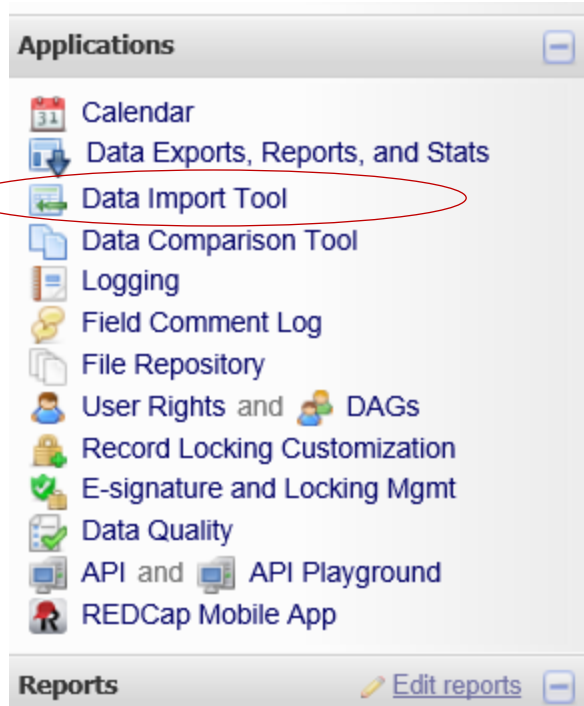 Applications
31 Calendar
Data Exports, Reports, and Stats
Data Import Tool
Data Comparison Tool
Logging
Field Comment Log
File Repository
User Rights and DAGs
Record Locking Customization
E-signature and Locking Mgmt
Data Quality
API and API Playground
REDCap Mobile App
Reports Edit reports